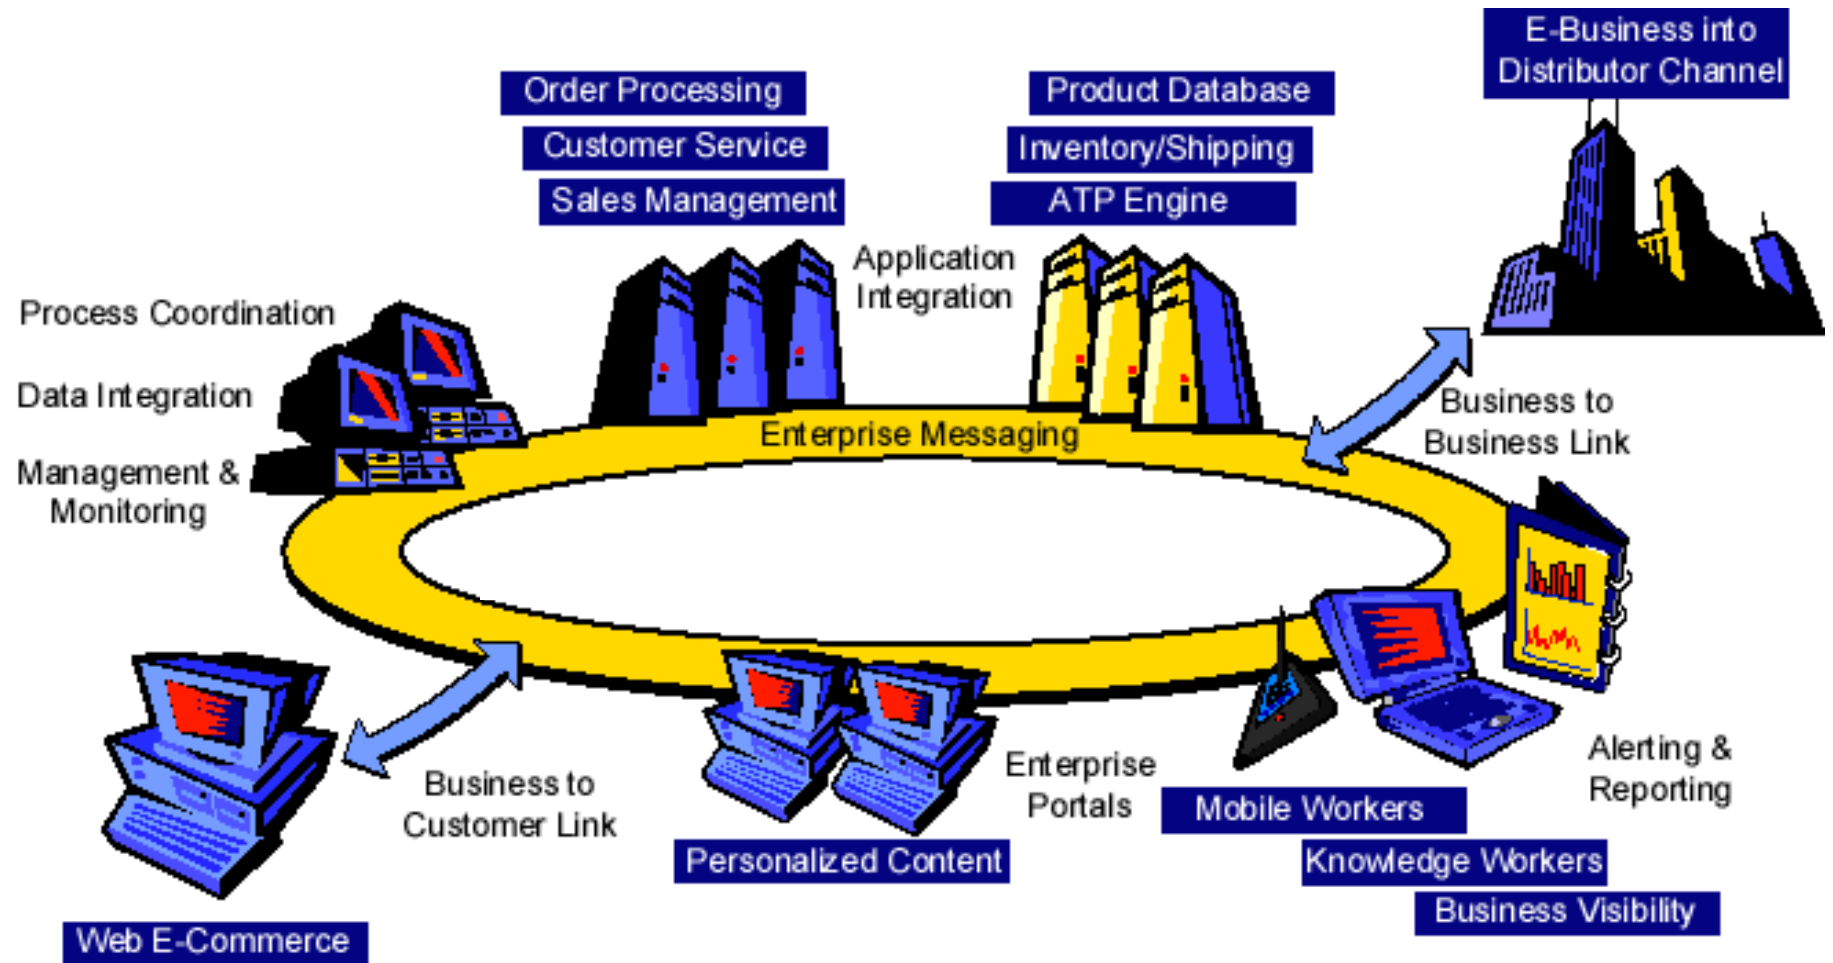 E-Business into
Distributor Channel
Order Processing
Product Database
Customer Service
Inventory/Shipping
Sales Management
ATP Engine
Application
Integration
Process Coordination
Data Integration
Management &
Monitoring
Enterprise Messaging
Business to
Business Link
Business to
Customer Link
Enterprise
Portals
Alerting &
Reporting
Mobile Workers
Personalized Content
Knowledge Workers
Business Visibility
Web E-Commerce